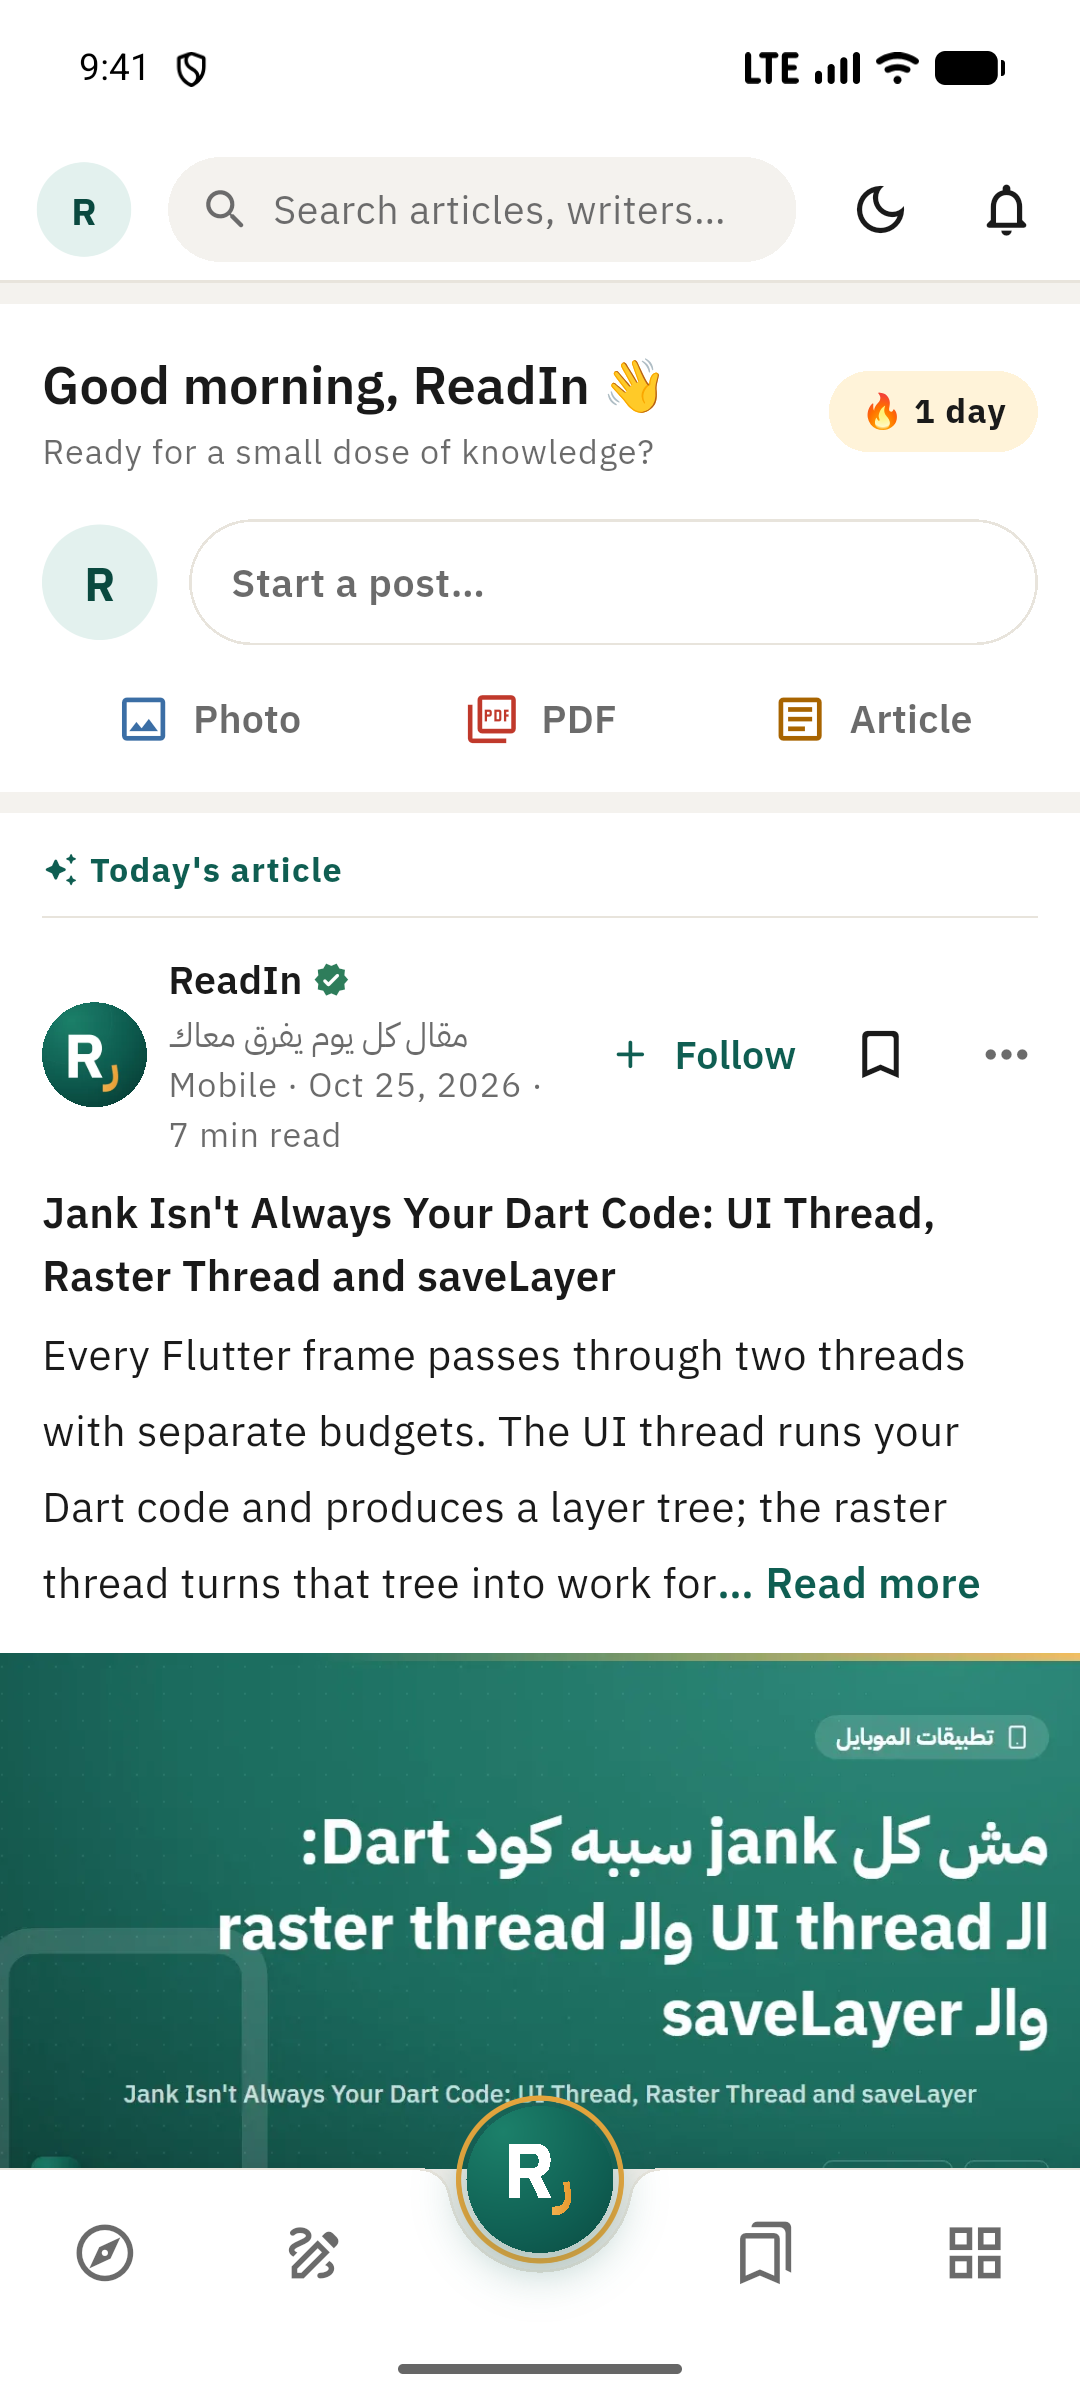 9:41
LTE
R
Search articles, writers...
Good morning, ReadIn 👋
🔥 1 day
Ready for a small dose of knowledge?
R
Start a post...
Photo
PDF
PDF
Article
Today's article
ReadIn
مقال كل يوم يفرق معاك
Mobile · Oct 25, 2026 ·
7 min read
+ Follow
Rر
Jank Isn't Always Your Dart Code: UI Thread,
Raster Thread and saveLayer
Every Flutter frame passes through two threads
with separate budgets. The UI thread runs your
Dart code and produces a layer tree; the raster
thread turns that tree into work for... Read more
تطبيقات الموبايل
مش كل jank سببه كود Dart:
الـ UI thread والـ raster thread
والـ saveLayer
Jank Isn't Always Your Dart Code: UI Thread, Raster Thread and saveLayer
Rر